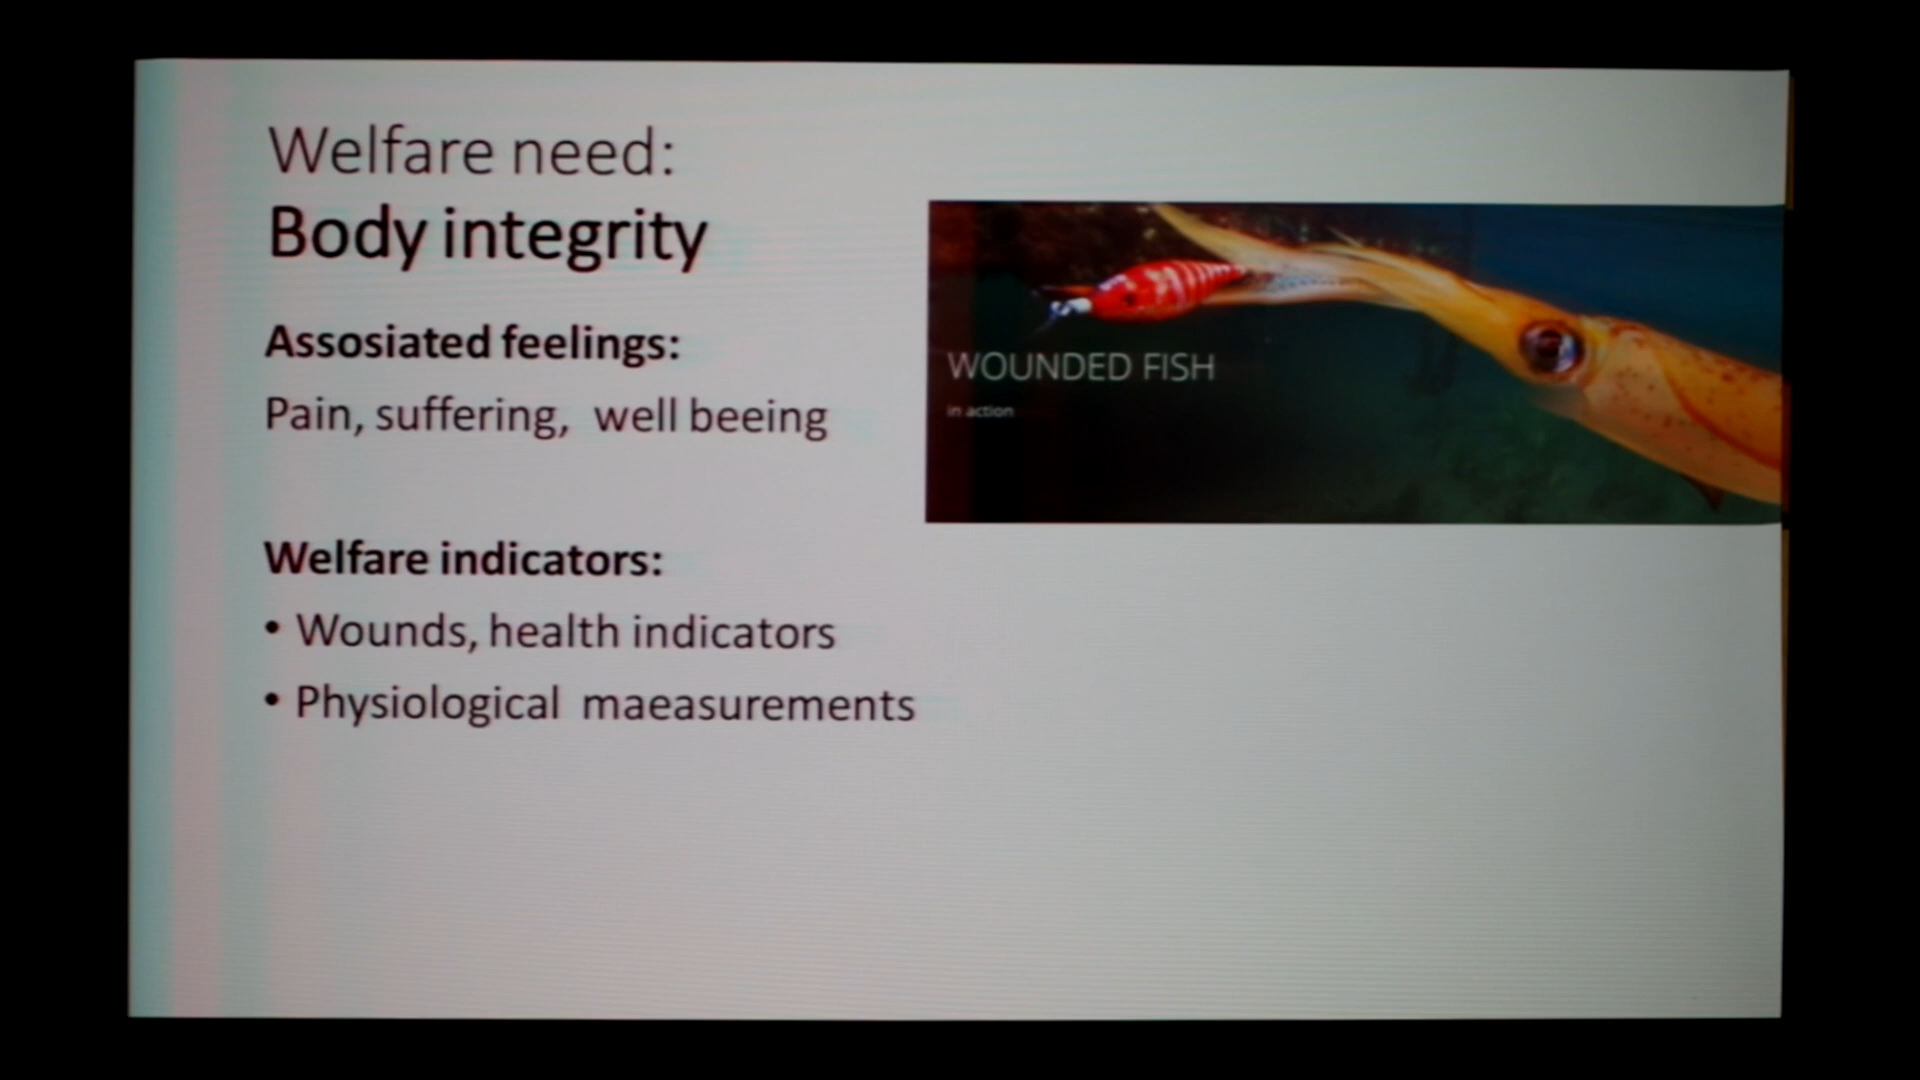 Welfare need:
Body integrity
Assosiated feelings:
Pain, suffering, well beeing
WOUNDED FISH
in action
Welfare indicators:
• Wounds, health indicators
• Physiological maeasurements